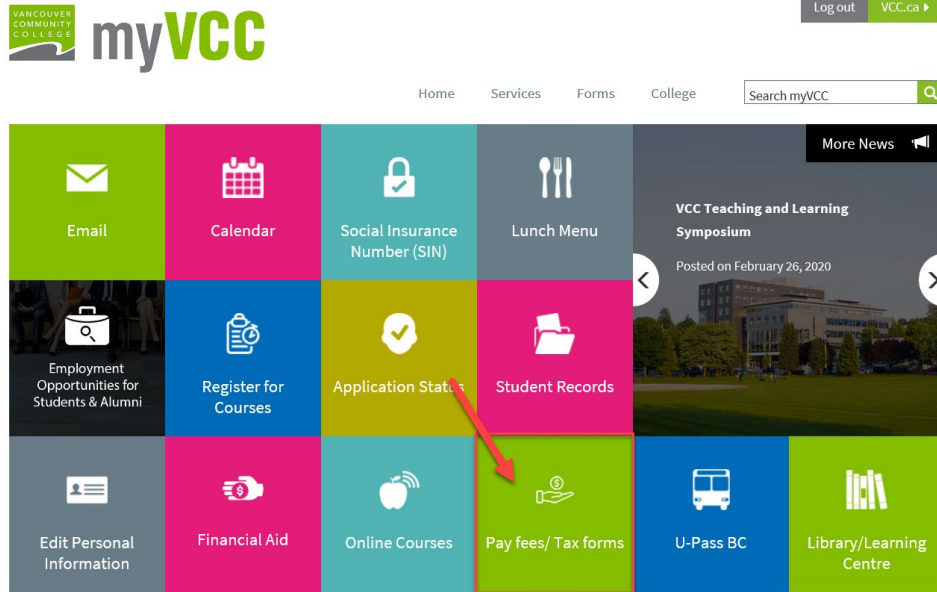 VANCOUVER
COMMUNITY
COLLEGE
myVCC
Log out
VCC.ca
Home
Services
Forms
College
Search myVCC
Email
Calendar
Social Insurance
Number (SIN)
Lunch Menu
More News
VCC Teaching and Learning
Symposium
Posted on February 26, 2020
Employment
Opportunities for
Students & Alumni
Register for
Courses
Application Status
Student Records
Edit Personal
Information
Financial Aid
Online Courses
Pay fees/ Tax forms
U-Pass BC
Library/Learning
Centre